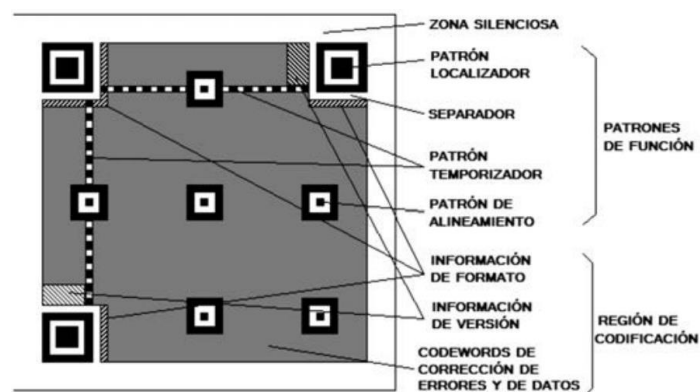 ZONA SILENCIOSA
PATRÓN
LOCALIZADOR
SEPARADOR
PATRONES
DE FUNCIÓN
PATRÓN
TEMPORIZADOR
PATRÓN DE
ALINEAMIENTO
INFORMACIÓN
DE FORMATO
INFORMACIÓN
DE VERSIÓN
REGIÓN DE
CODIFICACIÓN
CODEWORDS DE
CORRECCIÓN DE
ERRORES Y DE DATOS